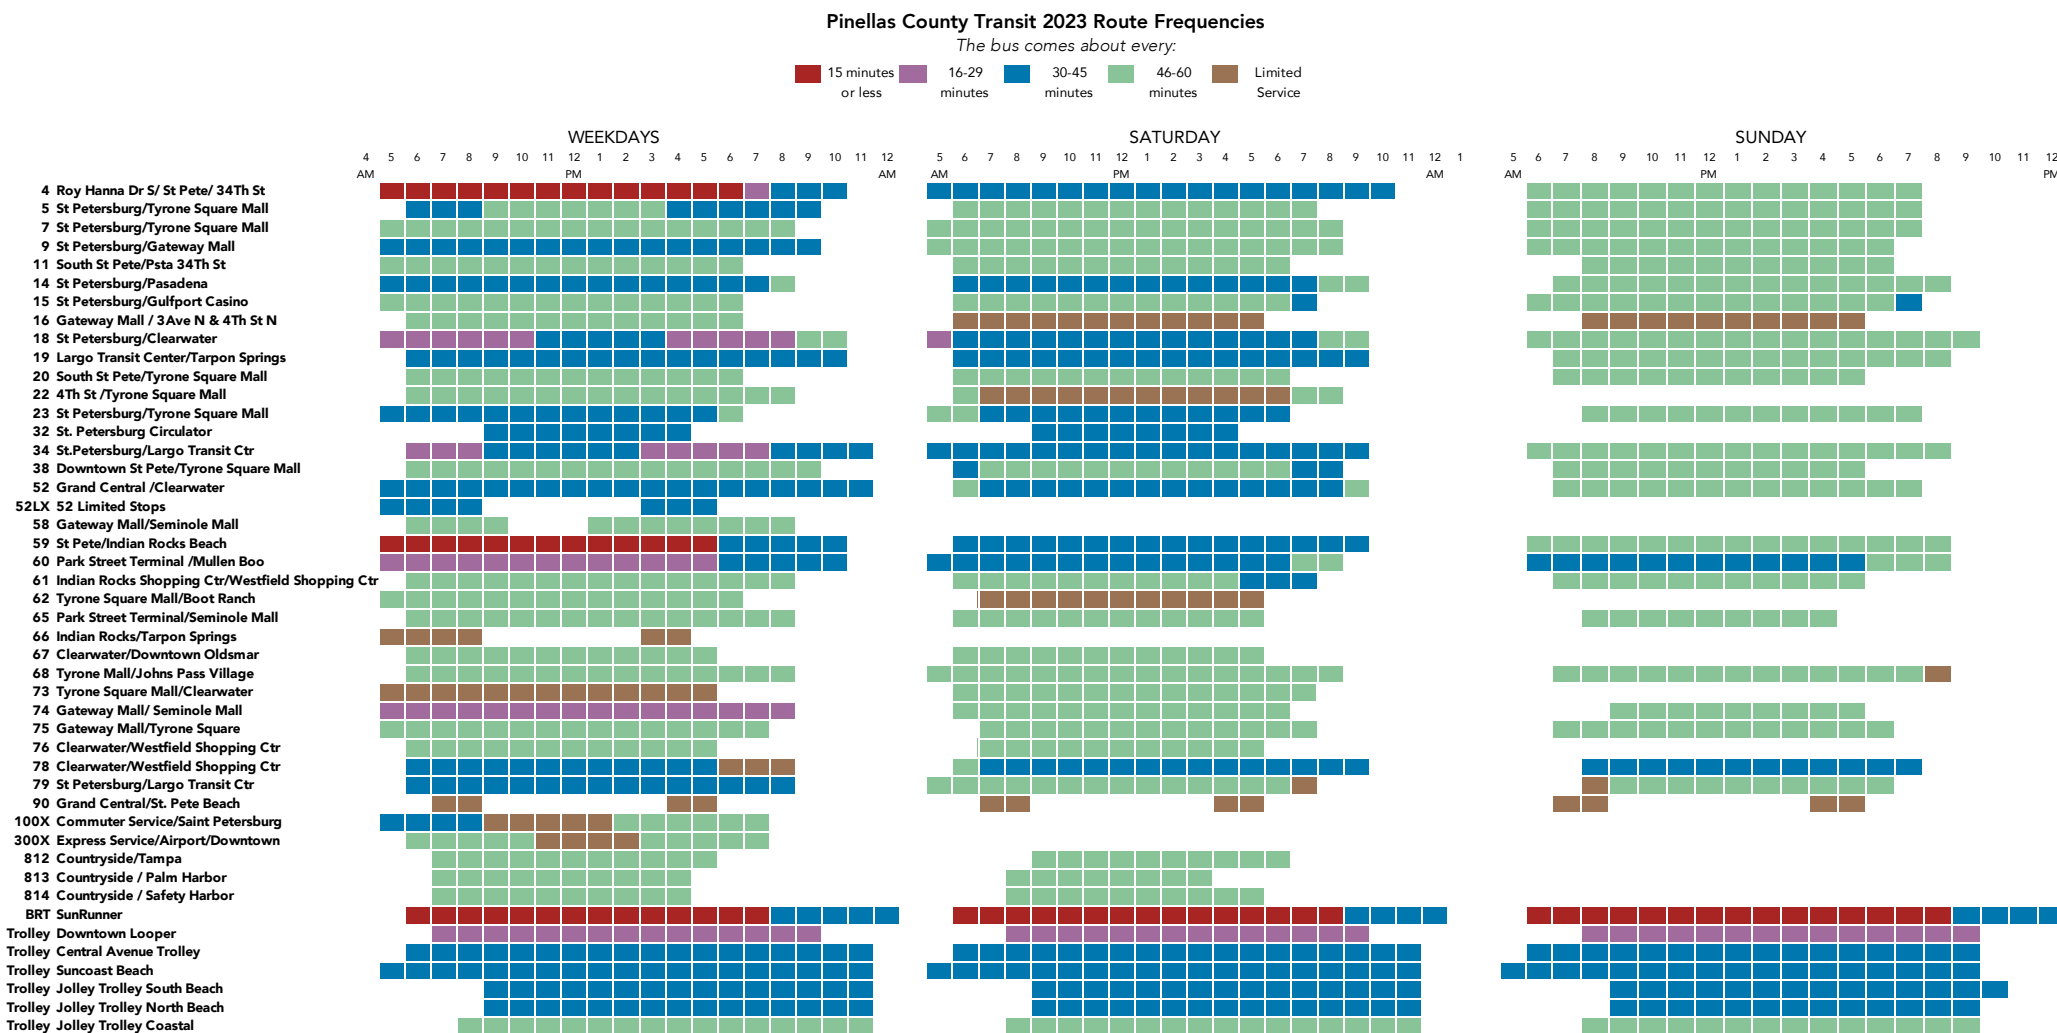 Pinellas County Transit 2023 Route Frequencies
The bus comes about every:
15 minutes or less
16-29 minutes
30-45 minutes
46-60 minutes
Limited Service
WEEKDAYS SATURDAY SUNDAY
4 5 6 7 8 9 10 11 12 1 2 3 4 5 6 7 8 9 10 11 12 5 6 7 8 9 10 11 12 1 2 3 4 5 6 7 8 9 10 11 12 1 5 6 7 8 9 10 11 12 1 2 3 4 5 6 7 8 9 10 11 12
AM PM AM AM PM AM AM PM PM
4 Roy Hanna Dr S/ St Pete/ 34Th St
5 St Petersburg/Tyrone Square Mall
7 St Petersburg/Tyrone Square Mall
9 St Petersburg/Gateway Mall
11 South St Pete/Psta 34Th St
14 St Petersburg/Pasadena
15 St Petersburg/Gulfport Casino
16 Gateway Mall / 3Ave N & 4Th St N
18 St Petersburg/Clearwater
19 Largo Transit Center/Tarpon Springs
20 South St Pete/Tyrone Square Mall
22 4Th St /Tyrone Square Mall
23 St Petersburg/Tyrone Square Mall
32 St. Petersburg Circulator
34 St.Petersburg/Largo Transit Ctr
38 Downtown St Pete/Tyrone Square Mall
52 Grand Central /Clearwater
52LX 52 Limited Stops
58 Gateway Mall/Seminole Mall
59 St Pete/Indian Rocks Beach
60 Park Street Terminal /Mullen Boo
61 Indian Rocks Shopping Ctr/Westfield Shopping Ctr
62 Tyrone Square Mall/Boot Ranch
65 Park Street Terminal/Seminole Mall
66 Indian Rocks/Tarpon Springs
67 Clearwater/Downtown Oldsmar
68 Tyrone Mall/Johns Pass Village
73 Tyrone Square Mall/Clearwater
74 Gateway Mall/ Seminole Mall
75 Gateway Mall/Tyrone Square
76 Clearwater/Westfield Shopping Ctr
78 Clearwater/Westfield Shopping Ctr
79 St Petersburg/Largo Transit Ctr
90 Grand Central/St. Pete Beach
100X Commuter Service/Saint Petersburg
300X Express Service/Airport/Downtown
812 Countryside/Tampa
813 Countryside / Palm Harbor
814 Countryside / Safety Harbor
BRT SunRunner
Trolley Downtown Looper
Trolley Central Avenue Trolley
Trolley Suncoast Beach
Trolley Jolley Trolley South Beach
Trolley Jolley Trolley North Beach
Trolley Jolley Trolley Coastal